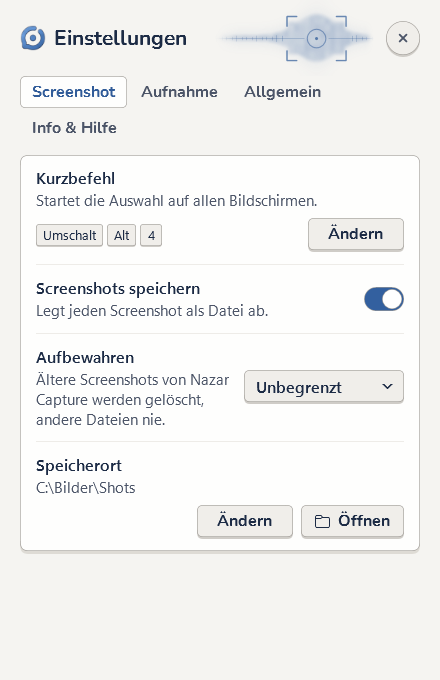 Einstellungen
Screenshot Aufnahme Allgemein
Info & Hilfe
Kurzbefehl
Startet die Auswahl auf allen Bildschirmen.
Umschalt Alt 4 Ändern
Screenshots speichern
Legt jeden Screenshot als Datei ab.
Aufbewahren
Ältere Screenshots von Nazar
Capture werden gelöscht,
andere Dateien nie.
Unbegrenzt
Speicherort
C:\Bilder\Shots
Ändern Öffnen